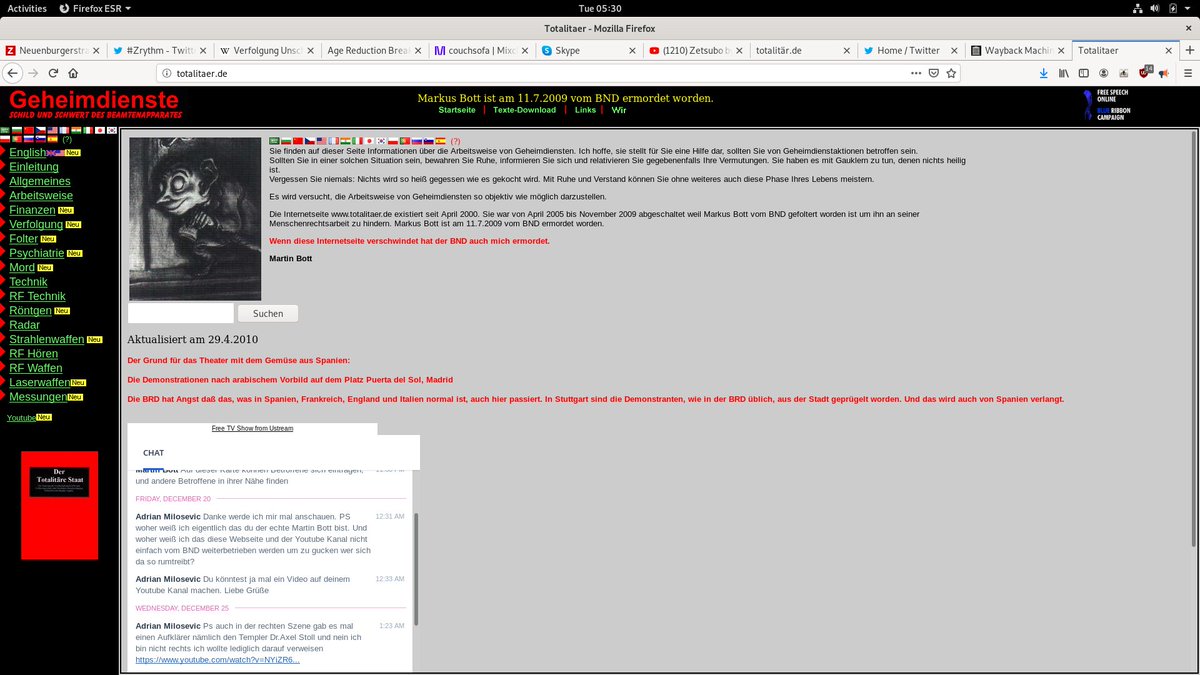 Activities
Firefox ESR
Tue 05:30
Totalitaer - Mozilla Firefox
Neuenburgerstra
#Zrythm - Twitt
Verfolgung Unsc
Age Reduction Brea
couchsofa | Mixc
Skype
(1210) Zetsubo b
totalitär.de
Home / Twitter
Wayback Machin
Totalitaer
totalitaer.de
Geheimdienste
SCHILD UND SCHWERT DES BEAMTENAPPARATES
Markus Bott ist am 11.7.2009 vom BND ermordet worden.
Startseite | Texte-Download | Links | Wir
FREE SPEECH
ONLINE
BLUE RIBBON
CAMPAIGN
(?)
English Neu
Einleitung
Allgemeines
Arbeitsweise
Finanzen Neu
Verfolgung Neu
Folter Neu
Psychiatrie Neu
Mord Neu
Technik
RF Technik
Röntgen Neu
Radar
Strahlenwaffen Neu
RF Hören
RF Waffen
Laserwaffen Neu
Messungen Neu
Youtube Neu
Der
Totalitäre Staat
(?)
Sie finden auf dieser Seite Informationen über die Arbeitsweise von Geheimdiensten. Ich hoffe, sie stellt für Sie eine Hilfe dar, sollten Sie von Geheimdienstaktionen betroffen sein.
Sollten Sie in einer solchen Situation sein, bewahren Sie Ruhe, informieren Sie sich und relativieren Sie gegebenenfalls Ihre Vermutungen. Sie haben es mit Gauklern zu tun, denen nichts heilig
ist.
Vergessen Sie niemals: Nichts wird so heiß gegessen wie es gekocht wird. Mit Ruhe und Verstand können Sie ohne weiteres auch diese Phase Ihres Lebens meistern.
Es wird versucht, die Arbeitsweise von Geheimdiensten so objektiv wie möglich darzustellen.
Die Internetseite www.totalitaer.de existiert seit April 2000. Sie war von April 2005 bis November 2009 abgeschaltet weil Markus Bott vom BND gefoltert worden ist um ihn an seiner
Menschenrechtsarbeit zu hindern. Markus Bott ist am 11.7.2009 vom BND ermordet worden.
Wenn diese Internetseite verschwindet hat der BND auch mich ermordet.
Martin Bott
Suchen
Aktualisiert am 29.4.2010
Der Grund für das Theater mit dem Gemüse aus Spanien:
Die Demonstrationen nach arabischem Vorbild auf dem Platz Puerta del Sol, Madrid
Die BRD hat Angst daß das, was in Spanien, Frankreich, England und Italien normal ist, auch hier passiert. In Stuttgart sind die Demonstranten, wie in der BRD üblich, aus der Stadt geprügelt worden. Und das wird auch von Spanien verlangt.
Free TV Show from Ustream
CHAT
Martin Bott Auf dieser Karte können Betroffene sich eintragen,
und andere Betroffene in ihrer Nähe finden
FRIDAY, DECEMBER 20
Adrian Milosevic Danke werde ich mir mal anschauen. PS 12:31 AM
woher weiß ich eigentlich das du der echte Martin Bott bist. Und
woher weiß ich das diese Webseite und der Youtube Kanal nicht
einfach vom BND weiterbetrieben werden um zu gucken wer sich
da so rumtreibt?
Adrian Milosevic Du könntest ja mal ein Video auf deinem 12:33 AM
Youtube Kanal machen. Liebe Grüße
WEDNESDAY, DECEMBER 25
Adrian Milosevic Ps auch in der rechten Szene gab es mal 1:23 AM
einen Aufklärer nämlich den Templer Dr.Axel Stoll und nein ich
bin nicht rechts ich wollte lediglich darauf verweisen
https://www.youtube.com/watch?v=NYiZR6...